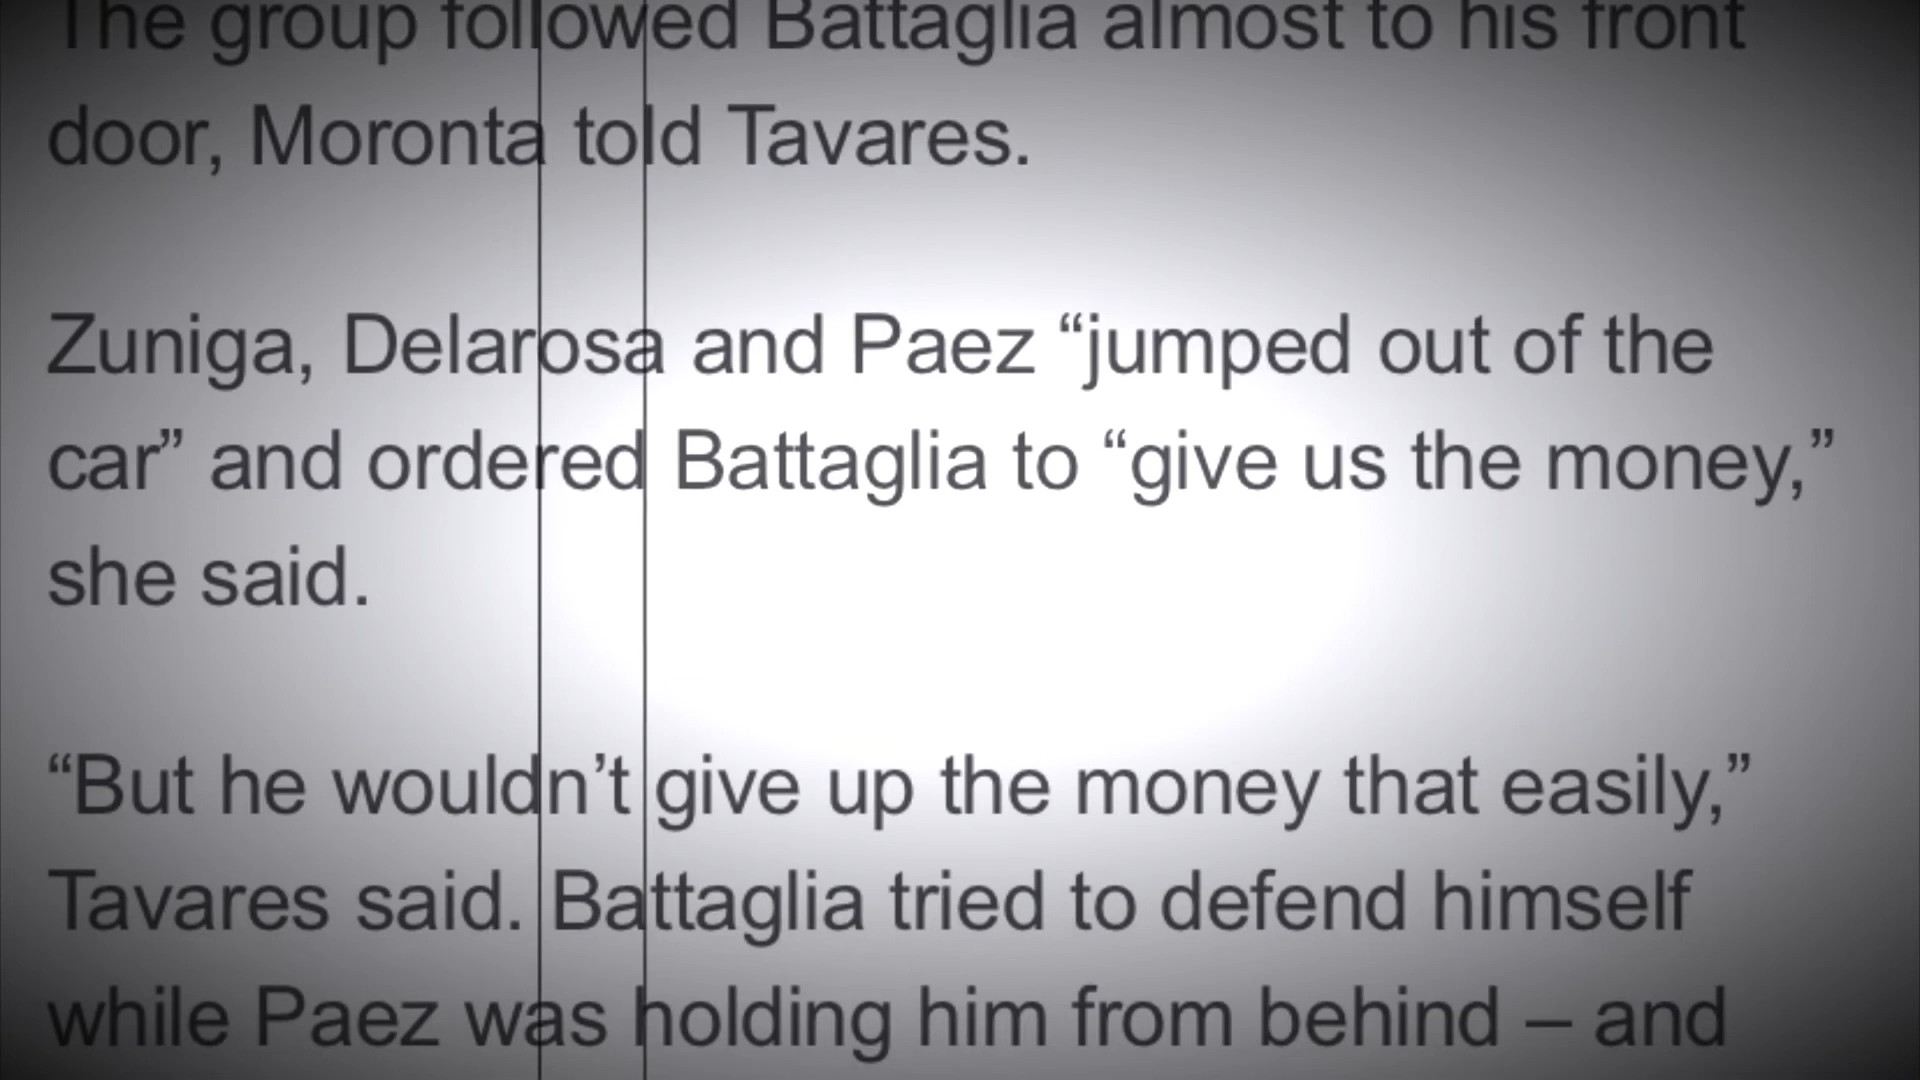 The group followed Battaglia almost to his front
door, Moronta told Tavares.
Zuniga, Delarosa and Paez “jumped out of the
car” and ordered Battaglia to “give us the money,”
she said.
“But he wouldn’t give up the money that easily,”
Tavares said. Battaglia tried to defend himself
while Paez was holding him from behind – and